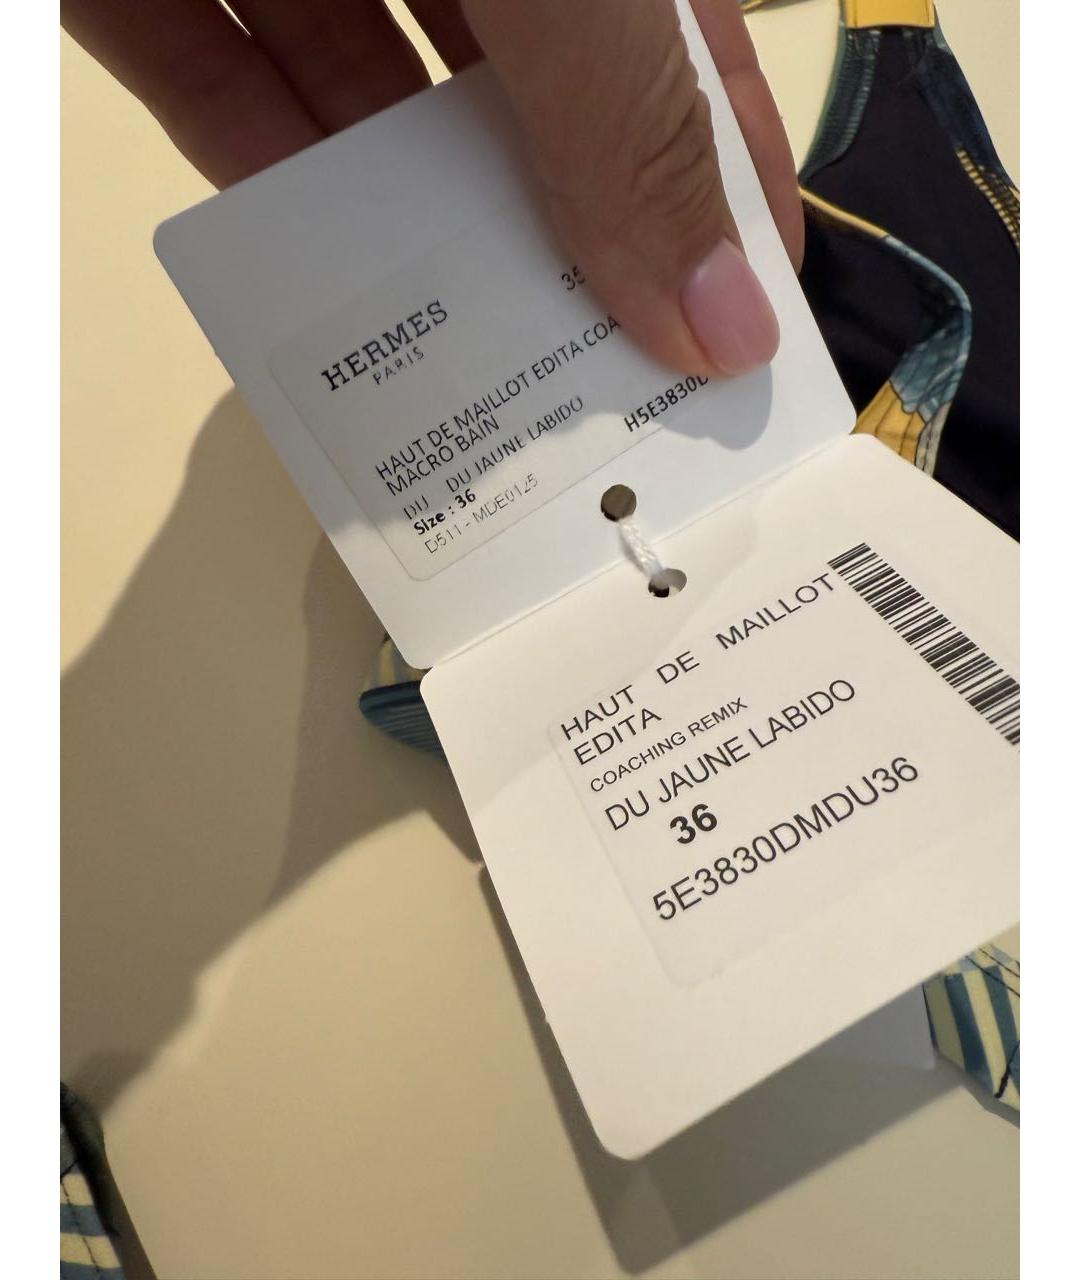 HERMES
PARIS
35
HAUT DE MAILLOT EDITA COA
MACRO BAIN
DU DU JAUNE LABIDO
H5E3830D
Size : 36
D511 - MDE0125
HAUT DE MAILLOT
EDITA
COACHING REMIX
DU JAUNE LABIDO
36
5E3830DMDU36